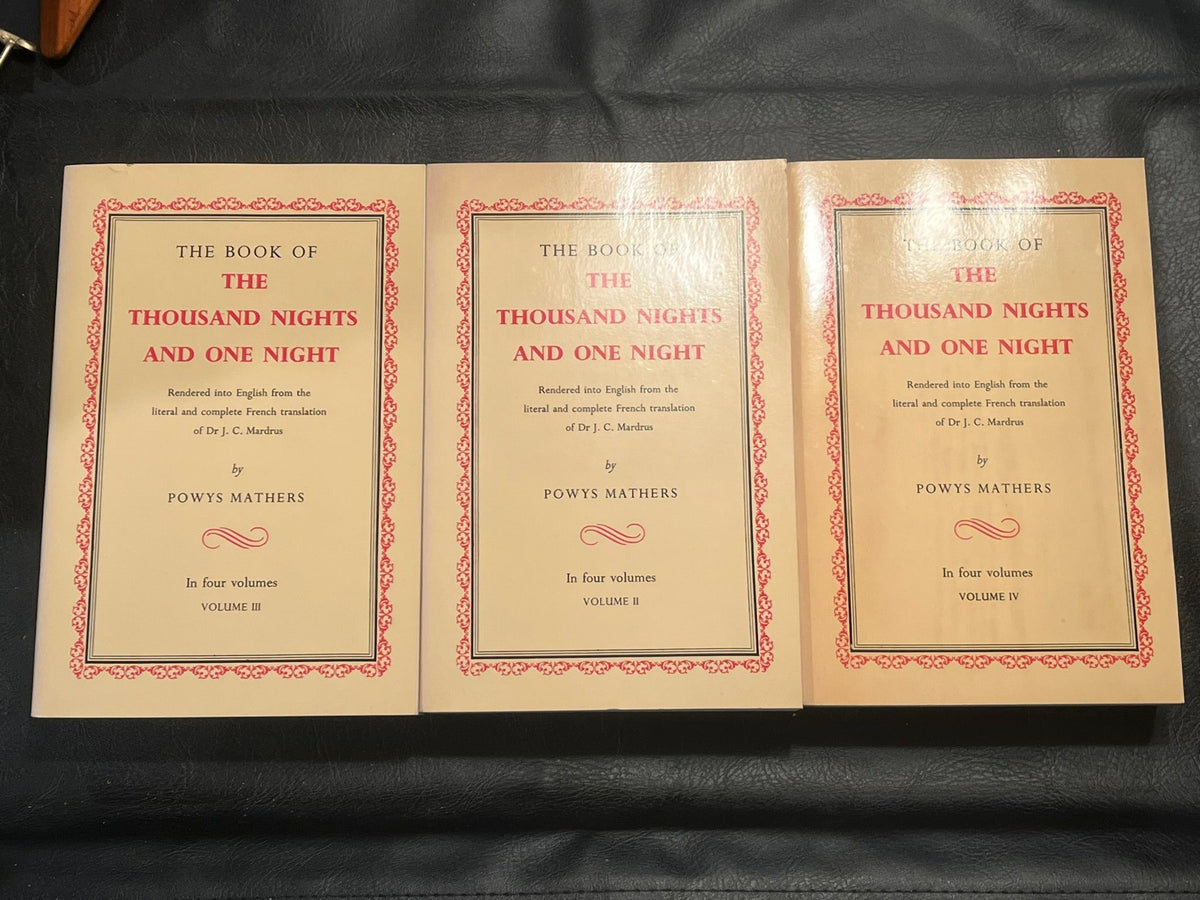 THE BOOK OF
THE
THOUSAND NIGHTS
AND ONE NIGHT
Rendered into English from the
literal and complete French translation
of Dr J. C. Mardrus
by
POWYS MATHERS
In four volumes
VOLUME III
THE BOOK OF
THE
THOUSAND NIGHTS
AND ONE NIGHT
Rendered into English from the
literal and complete French translation
of Dr J. C. Mardrus
by
POWYS MATHERS
In four volumes
VOLUME II
THE BOOK OF
THE
THOUSAND NIGHTS
AND ONE NIGHT
Rendered into English from the
literal and complete French translation
of Dr J. C. Mardrus
by
POWYS MATHERS
In four volumes
VOLUME IV